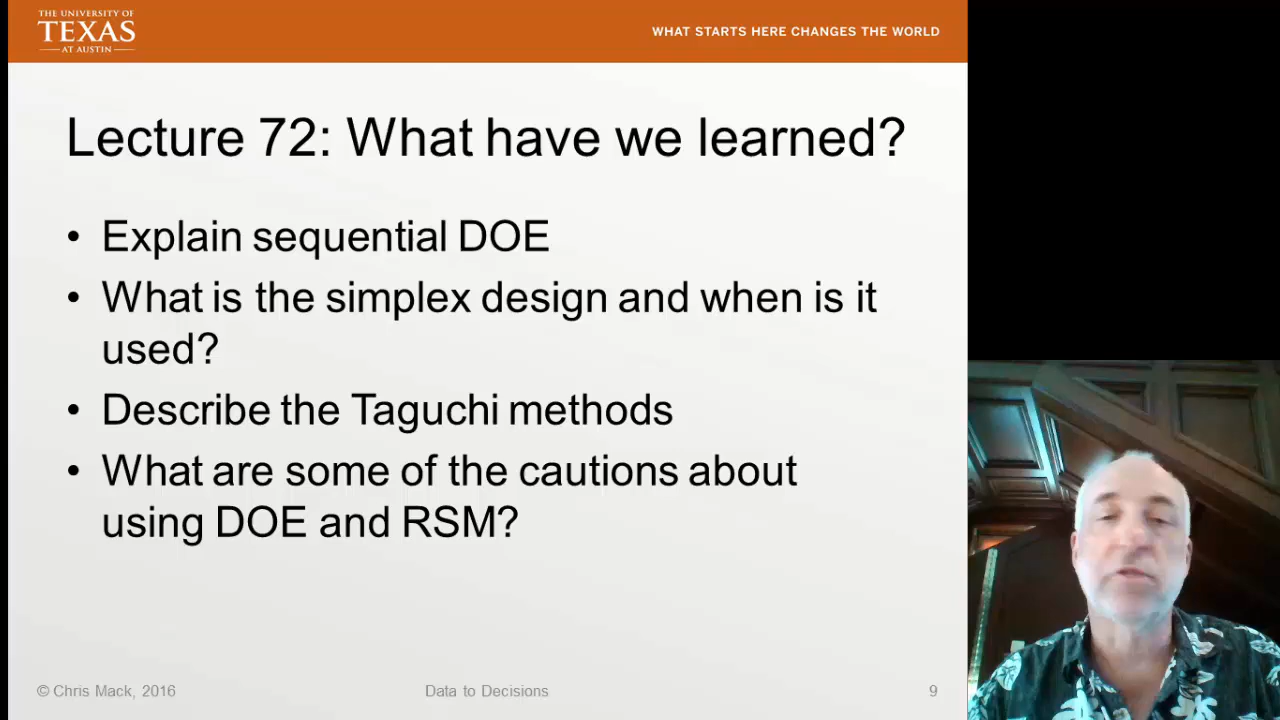 THE UNIVERSITY OF
TEXAS
AT AUSTIN
WHAT STARTS HERE CHANGES THE WORLD
Lecture 72: What have we learned?
• Explain sequential DOE
• What is the simplex design and when is it
used?
• Describe the Taguchi methods
• What are some of the cautions about
using DOE and RSM?
© Chris Mack, 2016
Data to Decisions
9